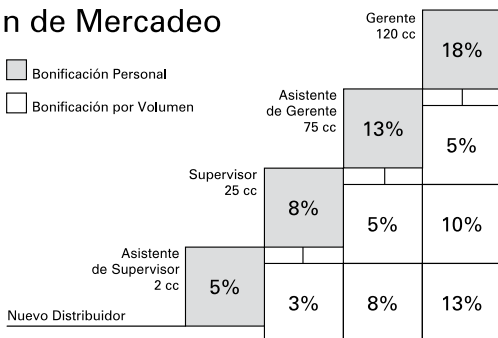 n de Mercadeo
Bonificación Personal
Bonificación por Volumen
Gerente
120 cc
18%
Asistente
de Gerente
75 cc
13%
5%
Supervisor
25 cc
8%
5%
10%
Asistente
de Supervisor
2 cc
5%
3%
8%
13%
Nuevo Distribuidor